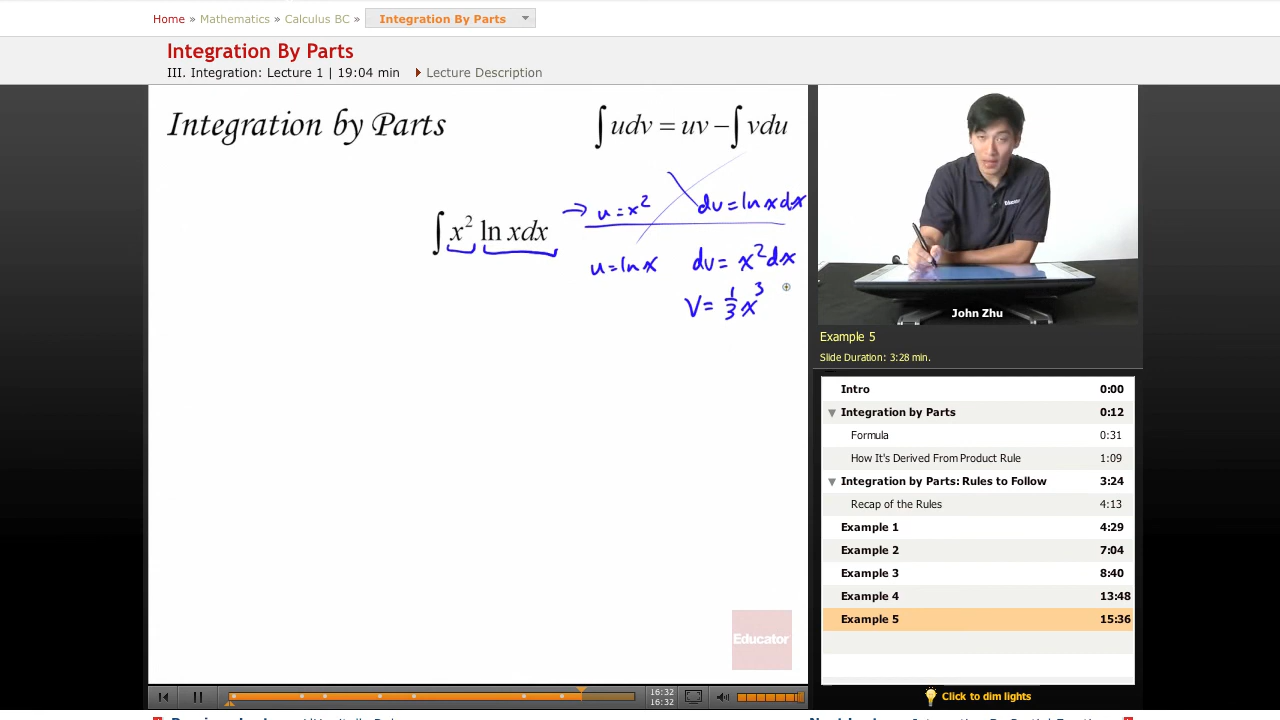 Home » Mathematics » Calculus BC » Integration By Parts
Integration By Parts
III. Integration: Lecture 1 | 19:04 min Lecture Description
Integration by Parts
∫udv = uv − ∫vdu
∫x² ln xdx
→ u = x² dv = ln x dx
u = ln x dv = x² dx
V = 1/3 x³
Educator
Educator
John Zhu
Example 5
Slide Duration: 3:28 min.
Intro 0:00
Integration by Parts 0:12
Formula 0:31
How It's Derived From Product Rule 1:09
Integration by Parts: Rules to Follow 3:24
Recap of the Rules 4:13
Example 1 4:29
Example 2 7:04
Example 3 8:40
Example 4 13:48
Example 5 15:36
16:32
16:32
Click to dim lights